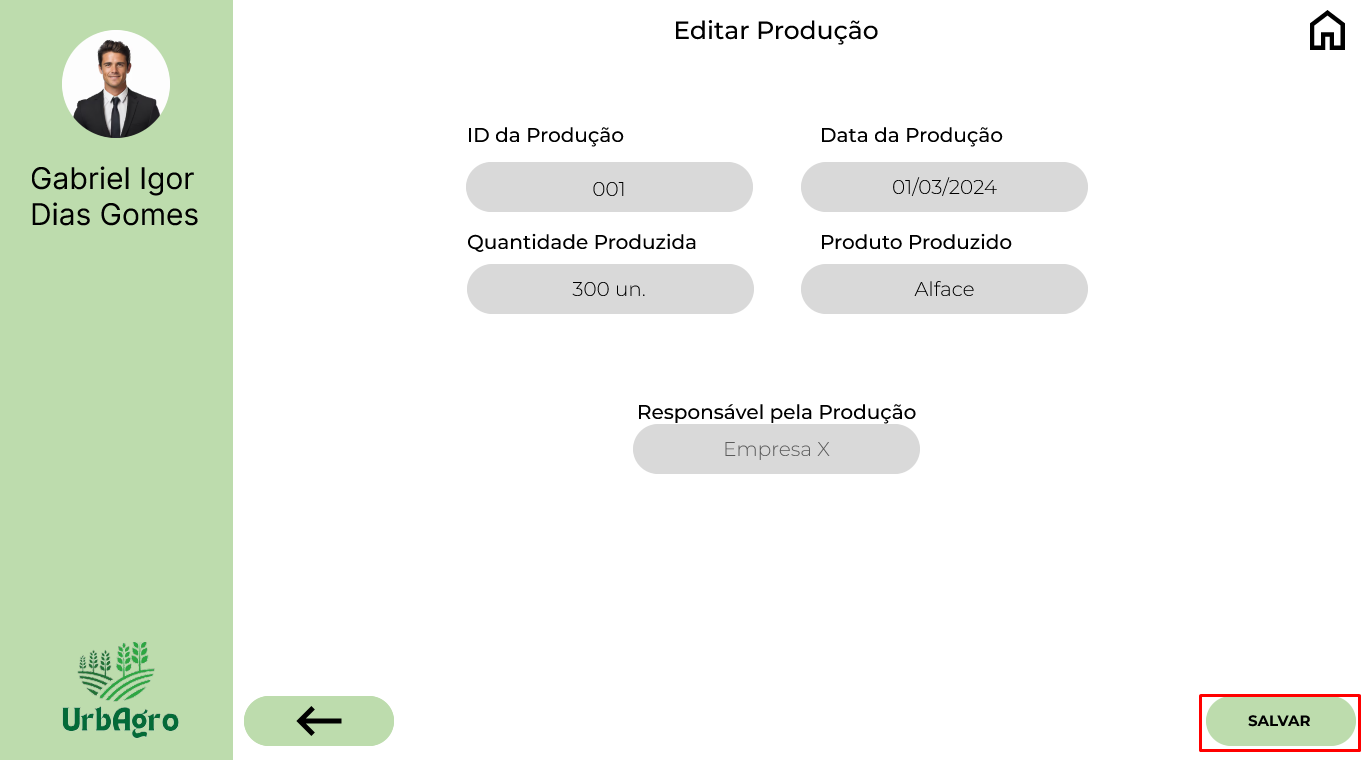 Editar Produção
Gabriel Igor
Dias Gomes
ID da Produção
Data da Produção
001
01/03/2024
Quantidade Produzida
Produto Produzido
300 un.
Alface
Responsável pela Produção
Empresa X
UrbAgro
SALVAR